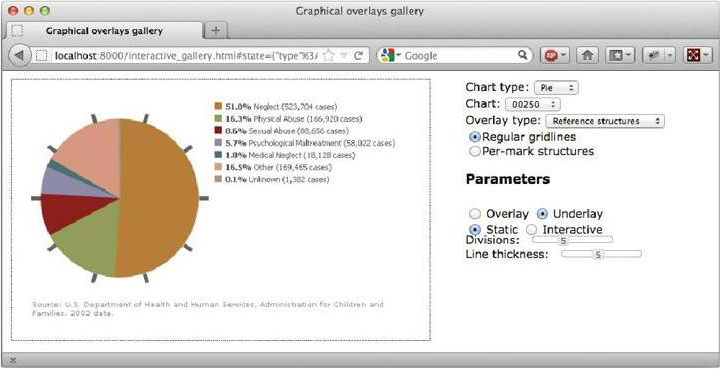 Graphical overlays gallery
Graphical overlays gallery
+
localhost:8000/interactive_gallery.html#state={"type"%3/
Google
51.0% Neglect (523,704 cases)
16.3% Physical Abuse (166,920 cases)
8.6% Sexual Abuse (88,656 cases)
5.7% Psychological Maltreatment (58,022 cases)
1.8% Medical Neglect (18,128 cases)
16.5% Other (169,465 cases)
0.1% Unknown (1,382 cases)
Source: U.S. Department of Health and Human Services, Administration for Children and
Families, 2002 data.
Chart type: Pie
Chart: 00250
Overlay type: Reference structures
Regular gridlines
Per-mark structures
Parameters
Overlay Underlay
Static Interactive
Divisions: 5
Line thickness: 5
×